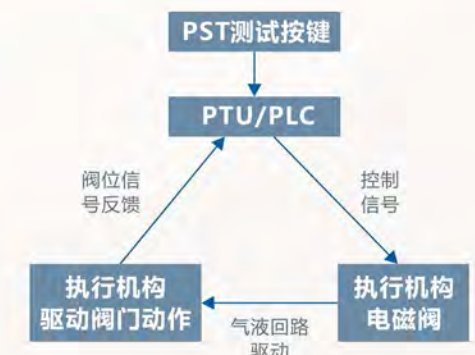 PST测试按键
PTU/PLC
阀位信
号反馈
控制
信号
执行机构
驱动阀门动作
气液回路
驱动
执行机构
电磁阀